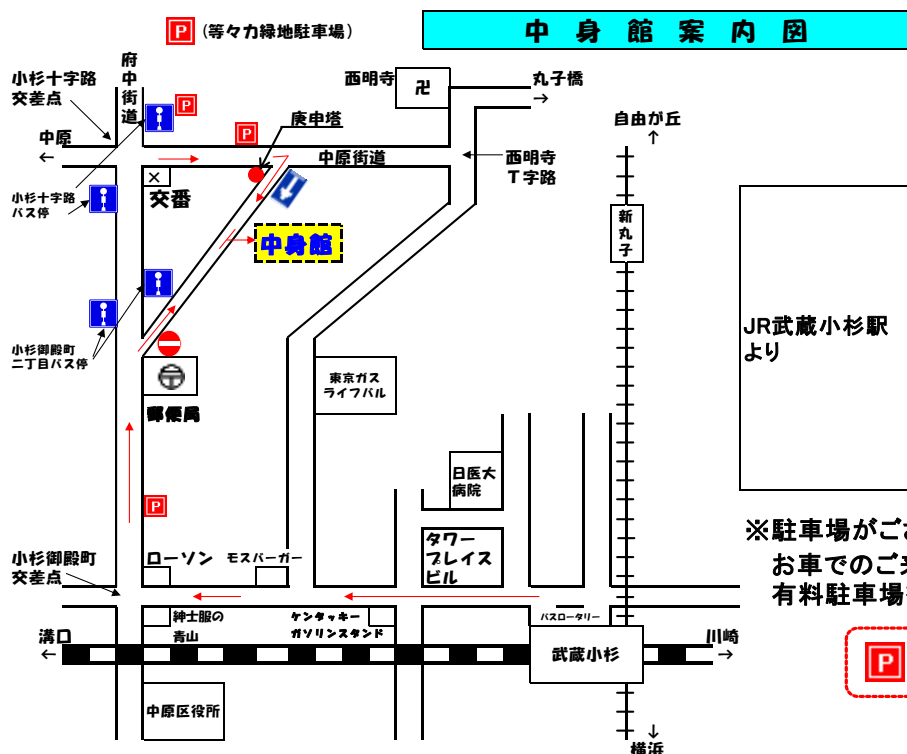 P (等々力緑地駐車場)
中身館案内図
府中街道
小杉十字路
交差点
西明寺
卍
丸子橋
→
P
P
庚申塔
自由が丘
↑
中原
←
中原街道
西明寺
T字路
×
交番
小杉十字路
バス停
新丸子
中身館
JR武蔵小杉駅
より
小杉御殿町
二丁目バス停
〒
郵便局
東京ガス
ライフバル
日医大
病院
P
※駐車場がご
お車でのご
有料駐車場
タワー
プレイス
ビル
小杉御殿町
交差点
ローソン
モスバーガー
紳士服の
青山
ケンタッキー
ガソリンスタンド
バスロータリー
溝口
←
武蔵小杉
川崎
→
P
中原区役所
↓
横浜